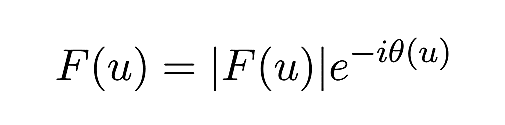 F(u) = |F(u)|e^{-iθ(u)}